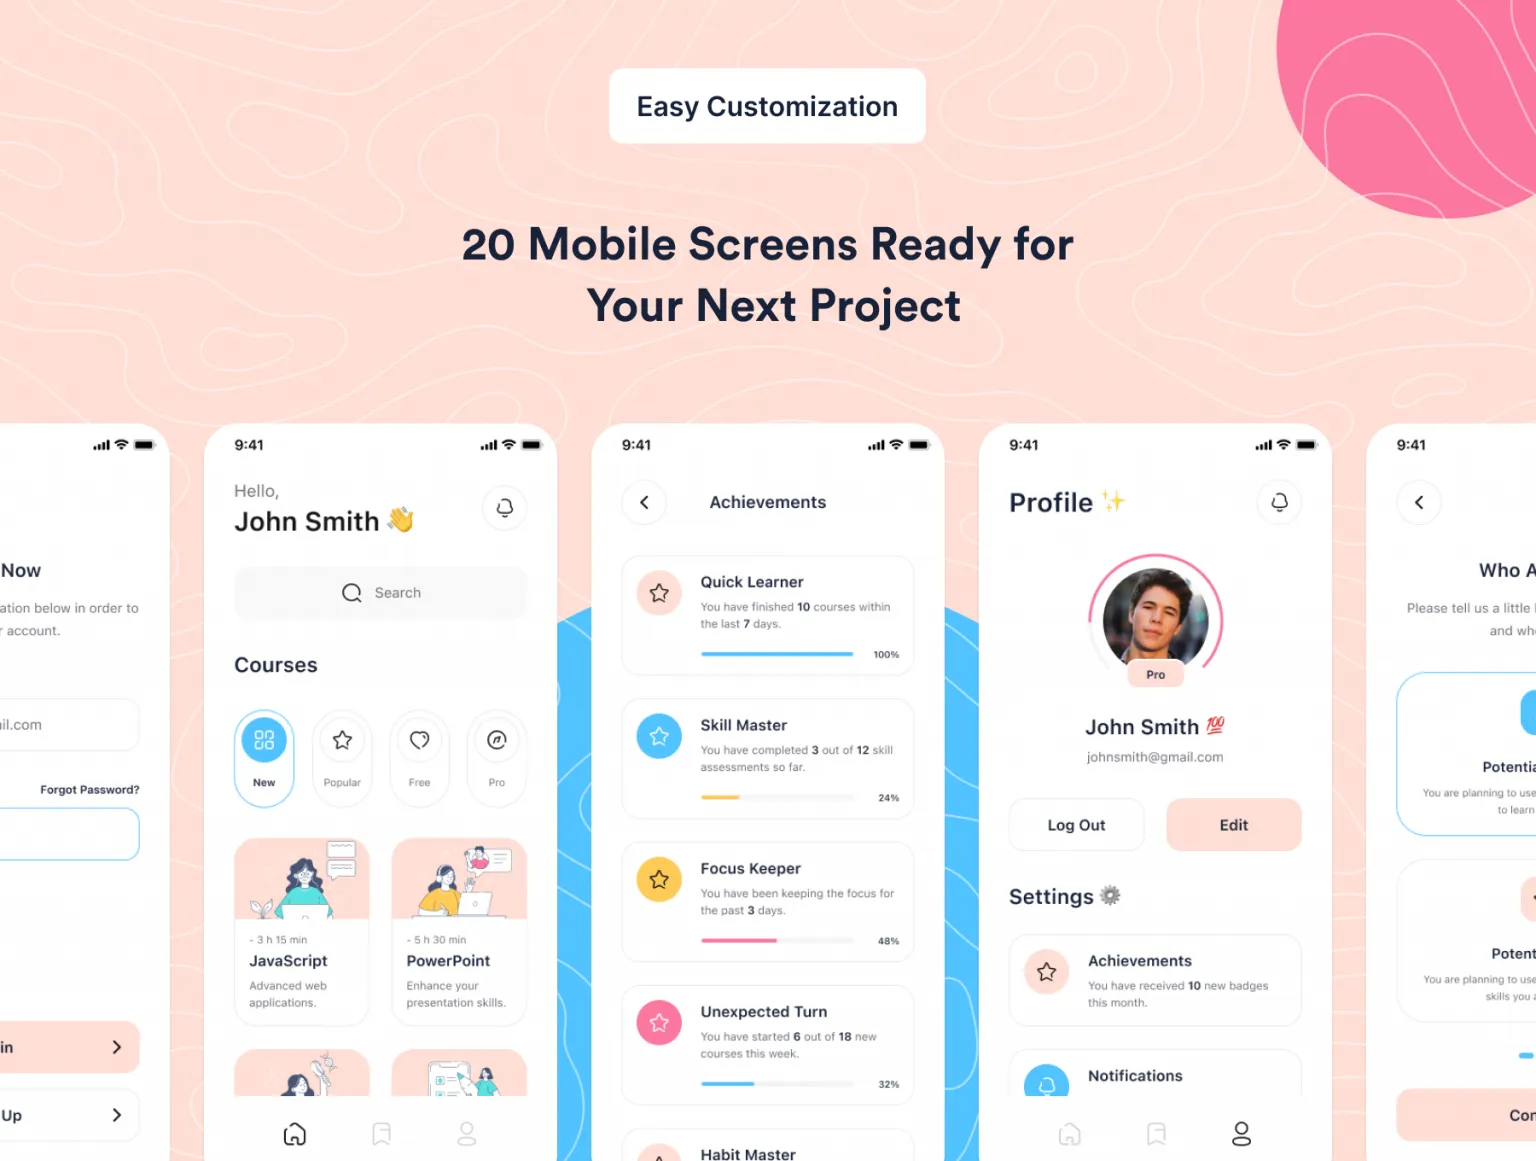 Easy Customization
20 Mobile Screens Ready for
Your Next Project
Now
ation below in order to
r account.
il.com
Forgot Password?
in
Up
9:41
Hello,
John Smith 👋
Search
Courses
New
Popular
Free
Pro
- 3 h 15 min
JavaScript
Advanced web
applications.
- 5 h 30 min
PowerPoint
Enhance your
presentation skills.
9:41
Achievements
Quick Learner
You have finished 10 courses within
the last 7 days.
100%
Skill Master
You have completed 3 out of 12 skill
assessments so far.
24%
Focus Keeper
You have been keeping the focus for
the past 3 days.
48%
Unexpected Turn
You have started 6 out of 18 new
courses this week.
32%
Habit Master
9:41
Profile ✨
Pro
John Smith 💯
johnsmith@gmail.com
Log Out
Edit
Settings ⚙️
Achievements
You have received 10 new badges
this month.
Notifications
9:41
Who A
Please tell us a little
and wh
Potentia
You are planning to use
to learn
Potent
You are planning to use
skills you a
Con